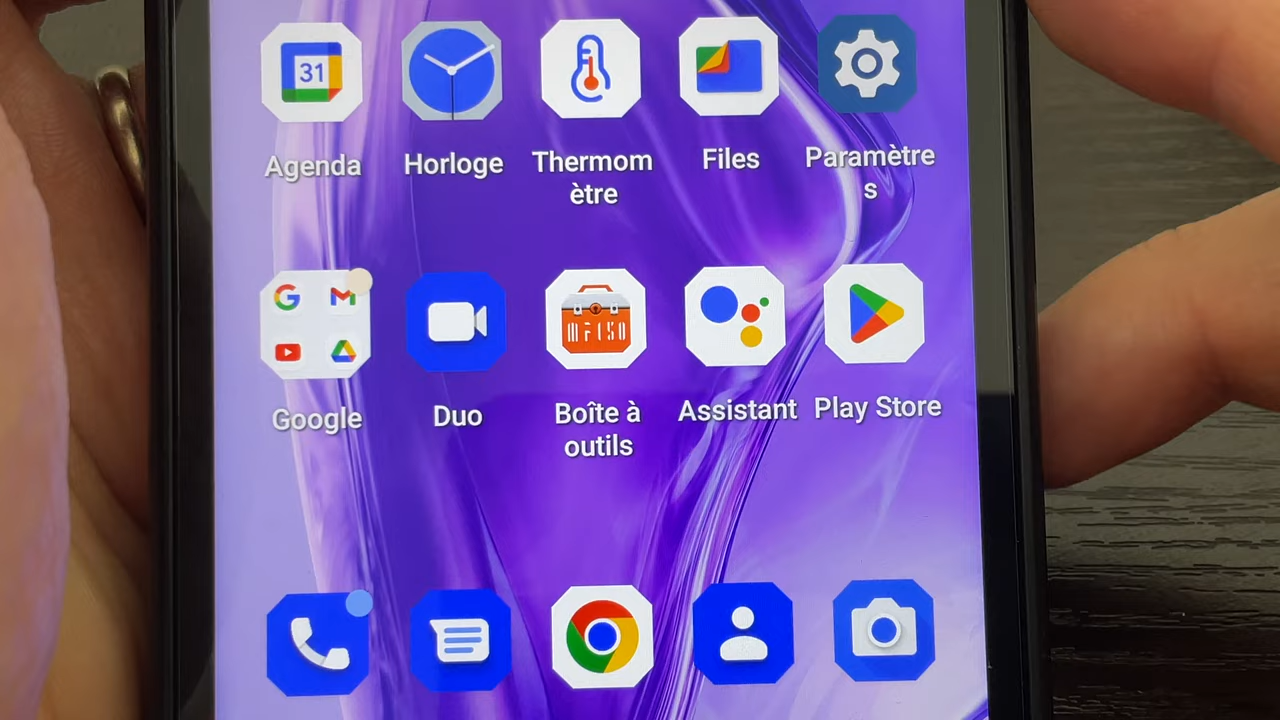 31
Agenda
Horloge
Thermom
ètre
Files
Paramètre
s
G
Google
Duo
Boîte à
outils
Assistant
Play Store